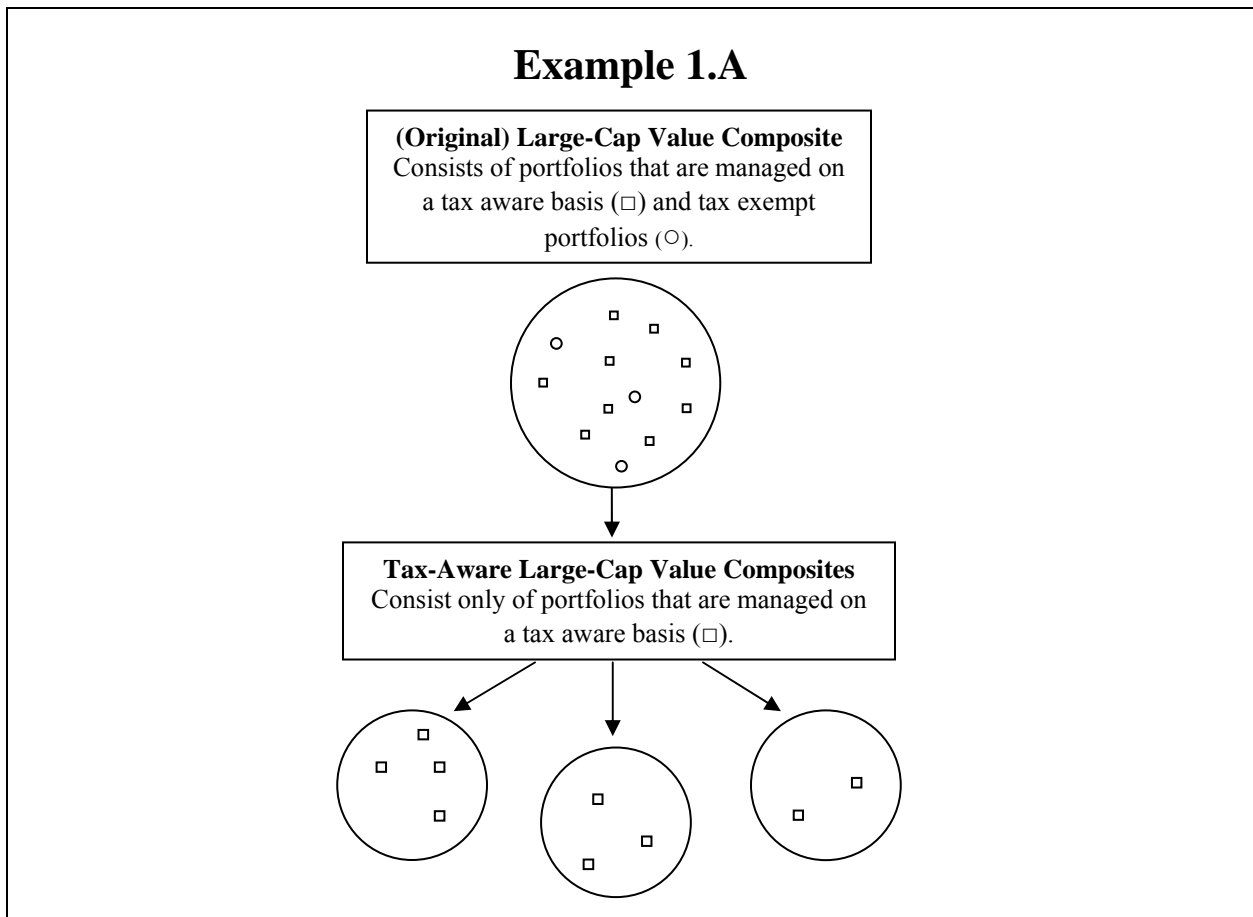 Example 1.A
(Original) Large-Cap Value Composite
Consists of portfolios that are managed on
a tax aware basis (□) and tax exempt
portfolios (○).
Tax-Aware Large-Cap Value Composites
Consist only of portfolios that are managed on
a tax aware basis (□).